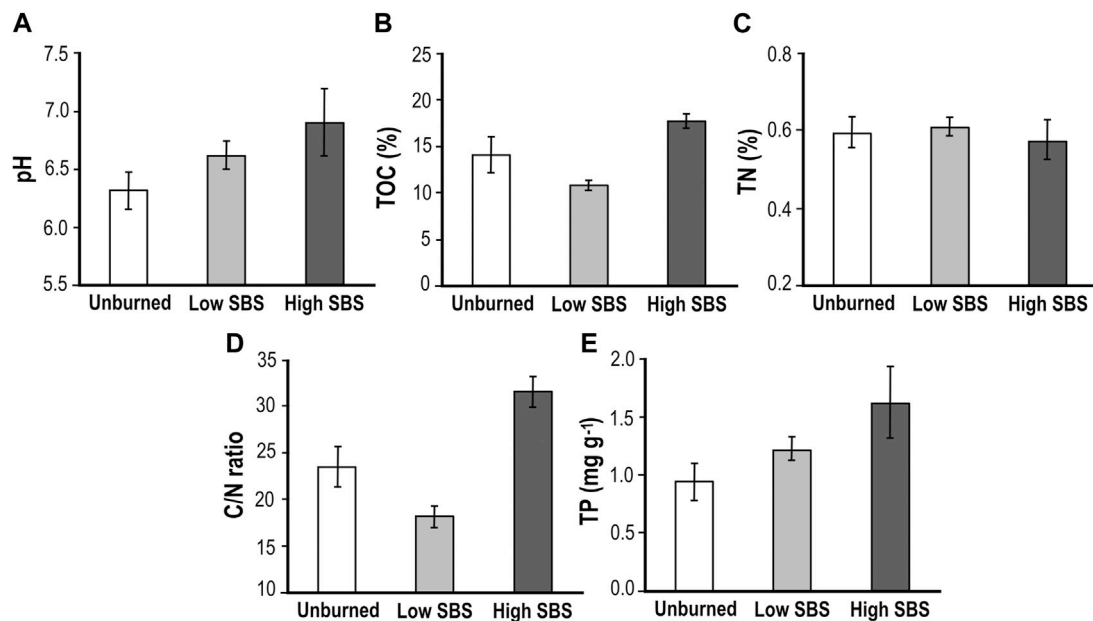 A
pH
7.5
7.0
6.5
6.0
5.5
Unburned Low SBS High SBS
B
TOC (%)
25
20
15
10
5
0
Unburned Low SBS High SBS
C
TN (%)
0.8
0.6
0.4
0.2
Unburned Low SBS High SBS
D
C/N ratio
35
30
25
20
15
10
Unburned Low SBS High SBS
E
TP (mg g-1)
2.0
1.5
1.0
0.5
0.0
Unburned Low SBS High SBS